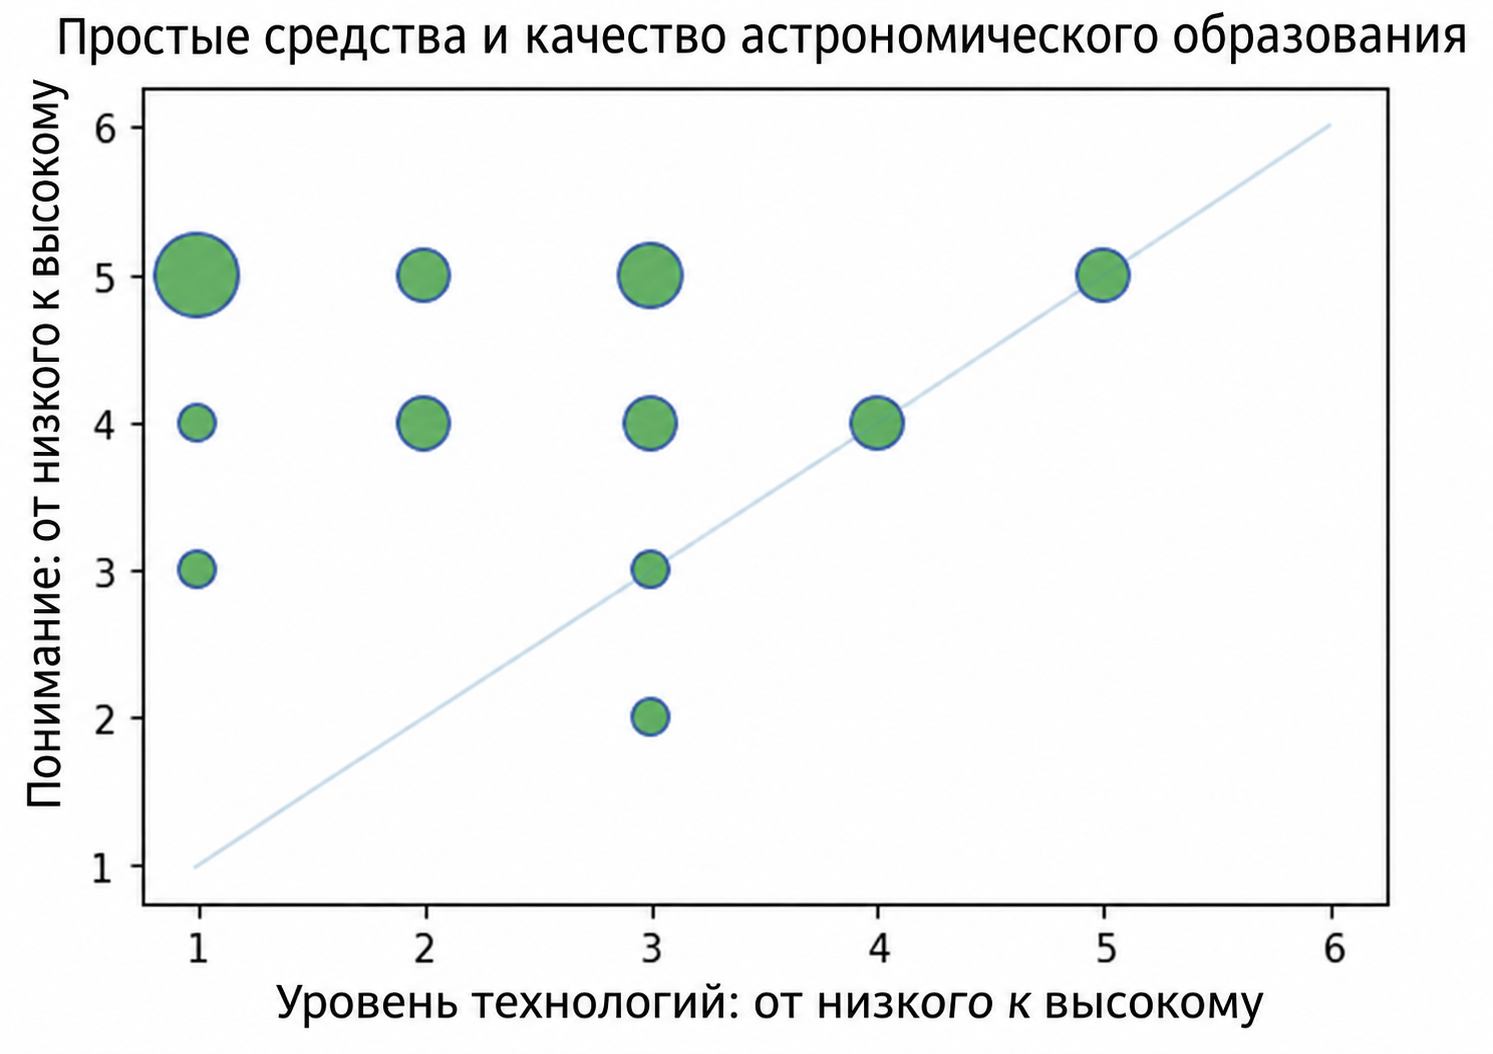 Простые средства и качество астрономического образования
Понимание: от низкого к высокому
6
5
4
3
2
1
1 2 3 4 5 6
Уровень технологий: от низкого к высокому